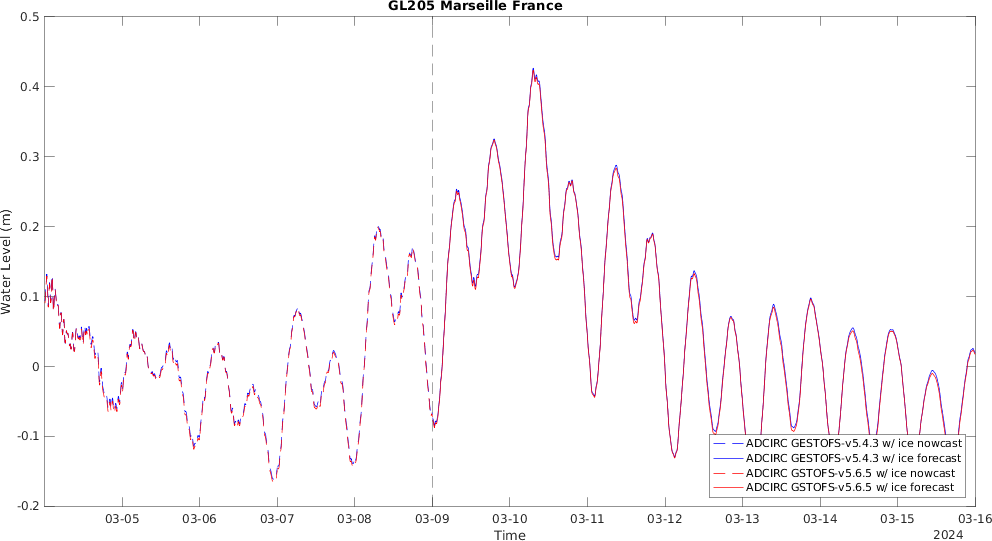 GL205 Marseille France
0.5
0.4
0.3
0.2
0.1
0
-0.1
-0.2
Water Level (m)
ADCIRC GESTOFS-v5.4.3 w/ ice nowcast
ADCIRC GESTOFS-v5.4.3 w/ ice forecast
ADCIRC GSTOFS-v5.6.5 w/ ice nowcast
ADCIRC GSTOFS-v5.6.5 w/ ice forecast
03-05 03-06 03-07 03-08 03-09 03-10 03-11 03-12 03-13 03-14 03-15 03-16
Time
2024